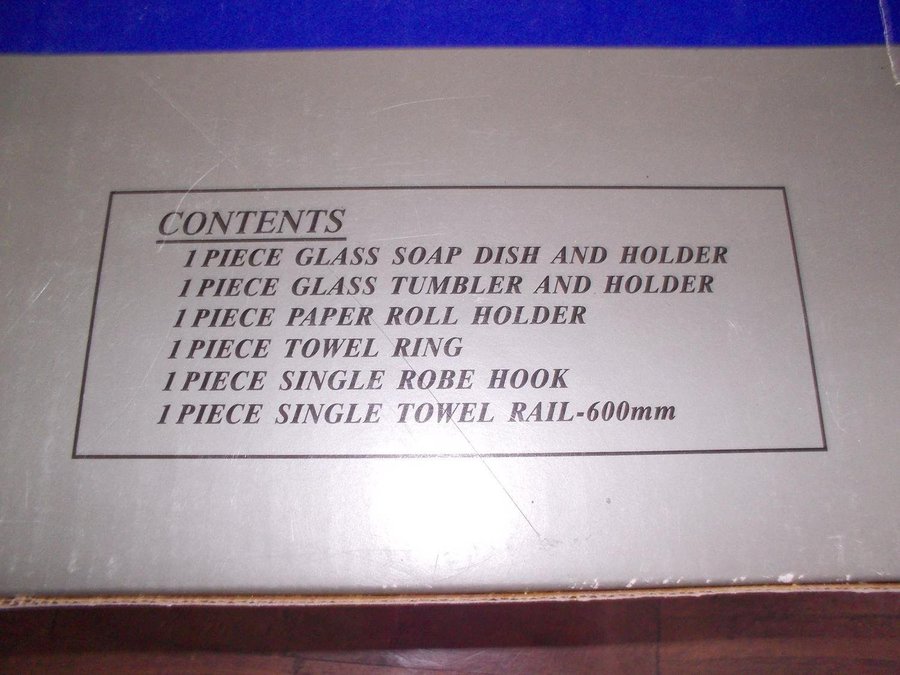 CONTENTS
1 PIECE GLASS SOAP DISH AND HOLDER
1 PIECE GLASS TUMBLER AND HOLDER
1 PIECE PAPER ROLL HOLDER
1 PIECE TOWEL RING
1 PIECE SINGLE ROBE HOOK
1 PIECE SINGLE TOWEL RAIL-600mm